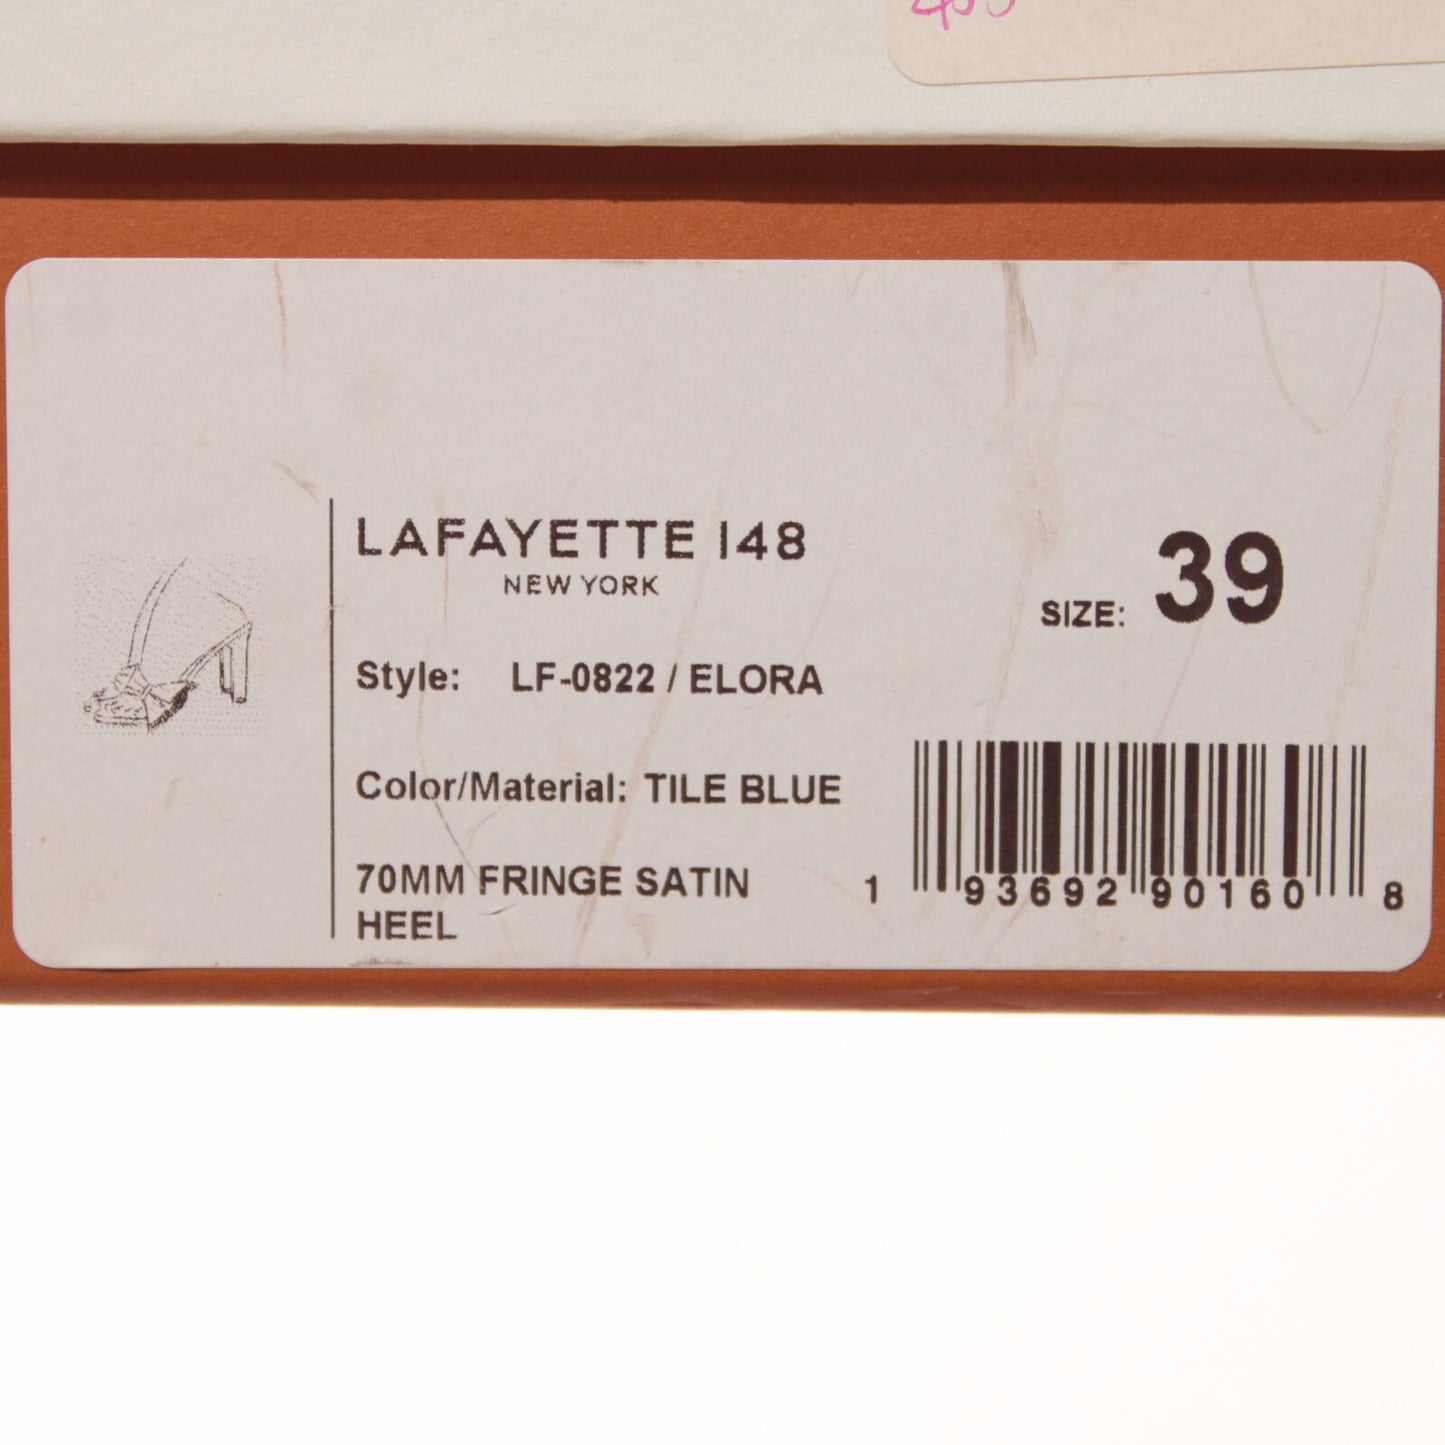 LAFAYETTE 148
NEW YORK
SIZE: 39
Style: LF-0822 / ELORA
Color/Material: TILE BLUE
70MM FRINGE SATIN
HEEL
1 93692 90160 8